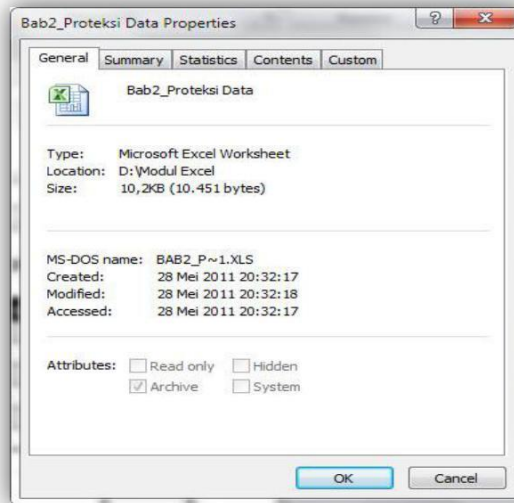 Bab2_Proteksi Data Properties
General Summary Statistics Contents Custom
Bab2_Proteksi Data
Type: Microsoft Excel Worksheet
Location: D:\Modul Excel
Size: 10,2KB (10.451 bytes)
MS-DOS name: BAB2_P~1.XLS
Created: 28 Mei 2011 20:32:17
Modified: 28 Mei 2011 20:32:18
Accessed: 28 Mei 2011 20:32:17
Attributes: Read only Hidden
Archive System
OK Cancel